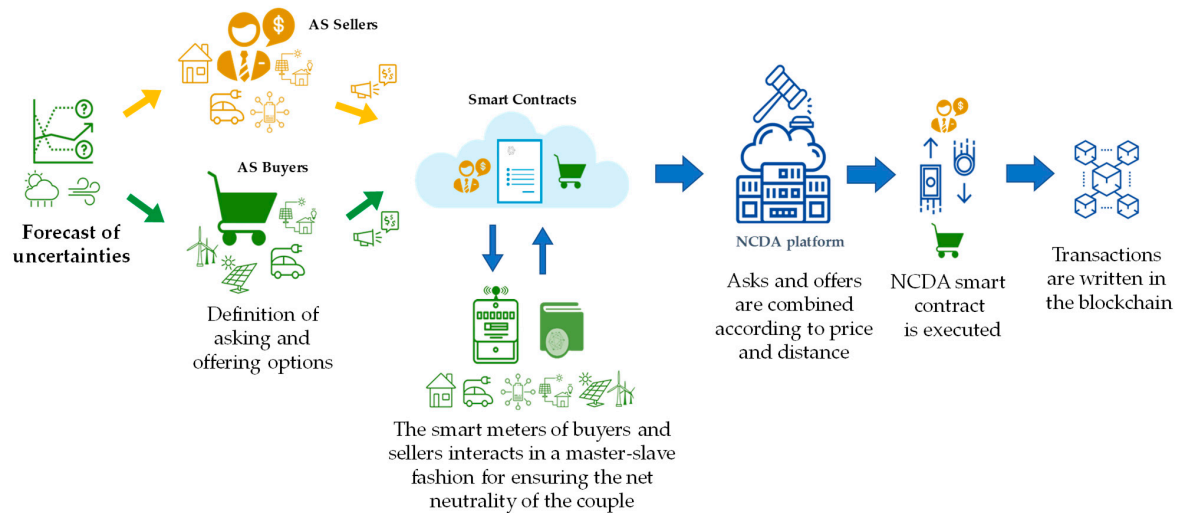 AS Sellers
Forecast of
uncertainties
AS Buyers
Definition of
asking and
offering options
Smart Contracts
The smart meters of buyers and
sellers interacts in a master-slave
fashion for ensuring the net
neutrality of the couple
NCDA platform
Asks and offers
are combined
according to price
and distance
NCDA smart
contract
is executed
Transactions
are written in
the blockchain